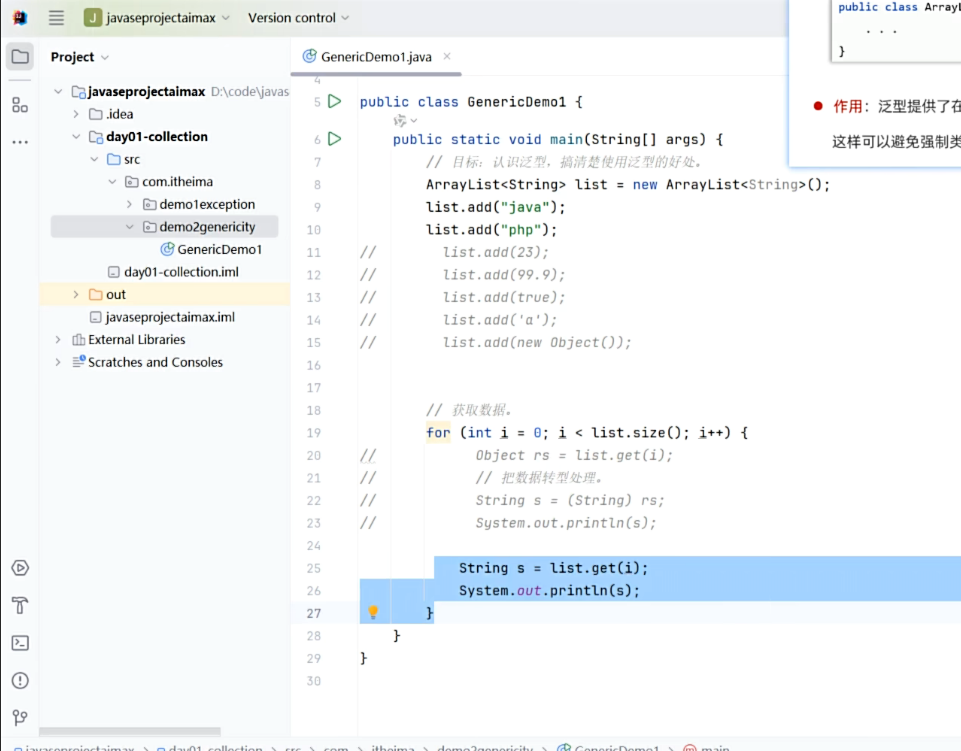 javaseprojectaimax
Version control
Project
javaseprojectaimax D:\code\javas
.idea
day01-collection
src
com.itheima
demo1exception
demo2genericity
GenericDemo1
day01-collection.iml
out
javaseprojectaimax.iml
External Libraries
Scratches and Consoles
GenericDemo1.java
4
5 public class GenericDemo1 {
6 public static void main(String[] args) {
7 // 目标：认识泛型，搞清楚使用泛型的好处。
8 ArrayList<String> list = new ArrayList<String>();
9 list.add("java");
10 list.add("php");
11 // list.add(23);
12 // list.add(99.9);
13 // list.add(true);
14 // list.add('a');
15 // list.add(new Object());
16
17
18 // 获取数据。
19 for (int i = 0; i < list.size(); i++) {
20 // Object rs = list.get(i);
21 // // 把数据转型处理。
22 // String s = (String) rs;
23 // System.out.println(s);
24
25 String s = list.get(i);
26 System.out.println(s);
27 }
28 }
29 }
30
public class ArrayL
. . .
}
作用：泛型提供了在
这样可以避免强制类
javaseprojectaimax > day01-collection > src > com > itheima > demo2genericity > GenericDemo1 > main